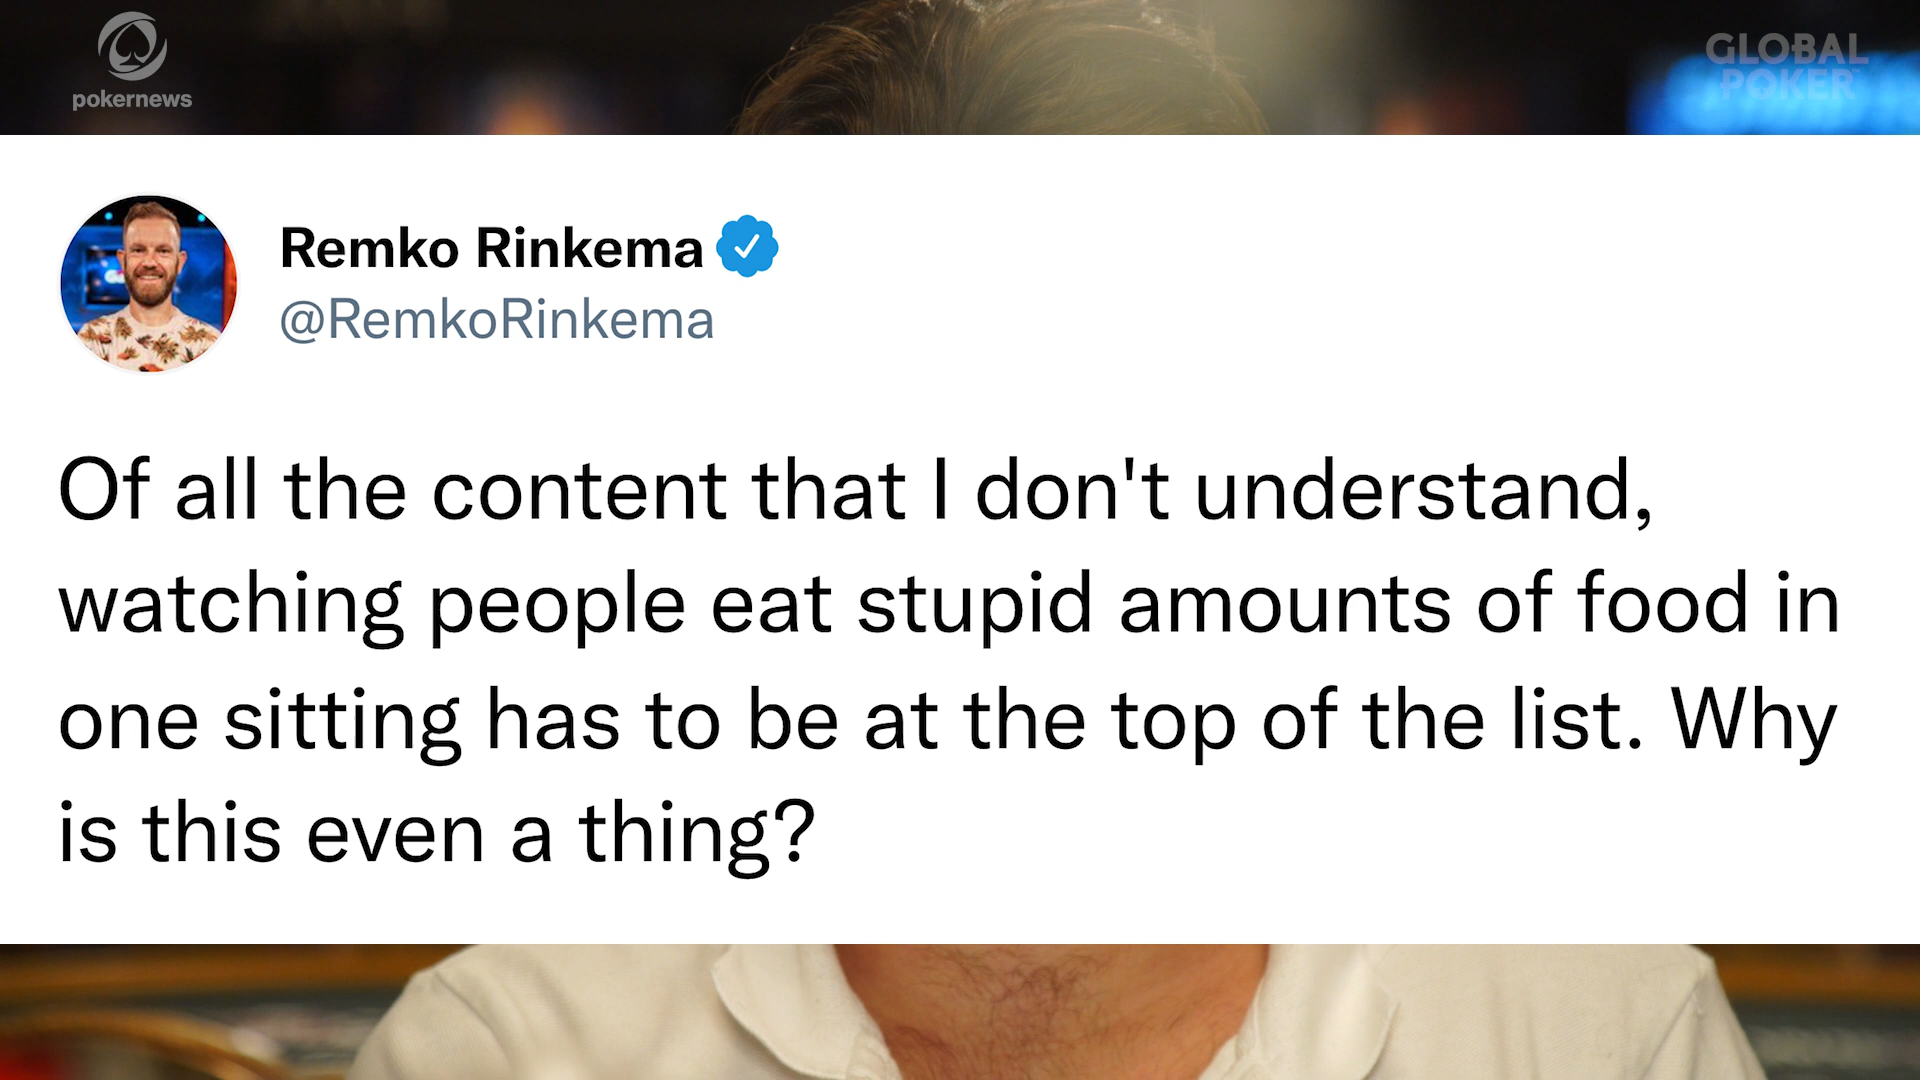 pokernews
GLOBAL
POKER
Remko Rinkema
@RemkoRinkema
Of all the content that I don't understand,
watching people eat stupid amounts of food in
one sitting has to be at the top of the list. Why
is this even a thing?